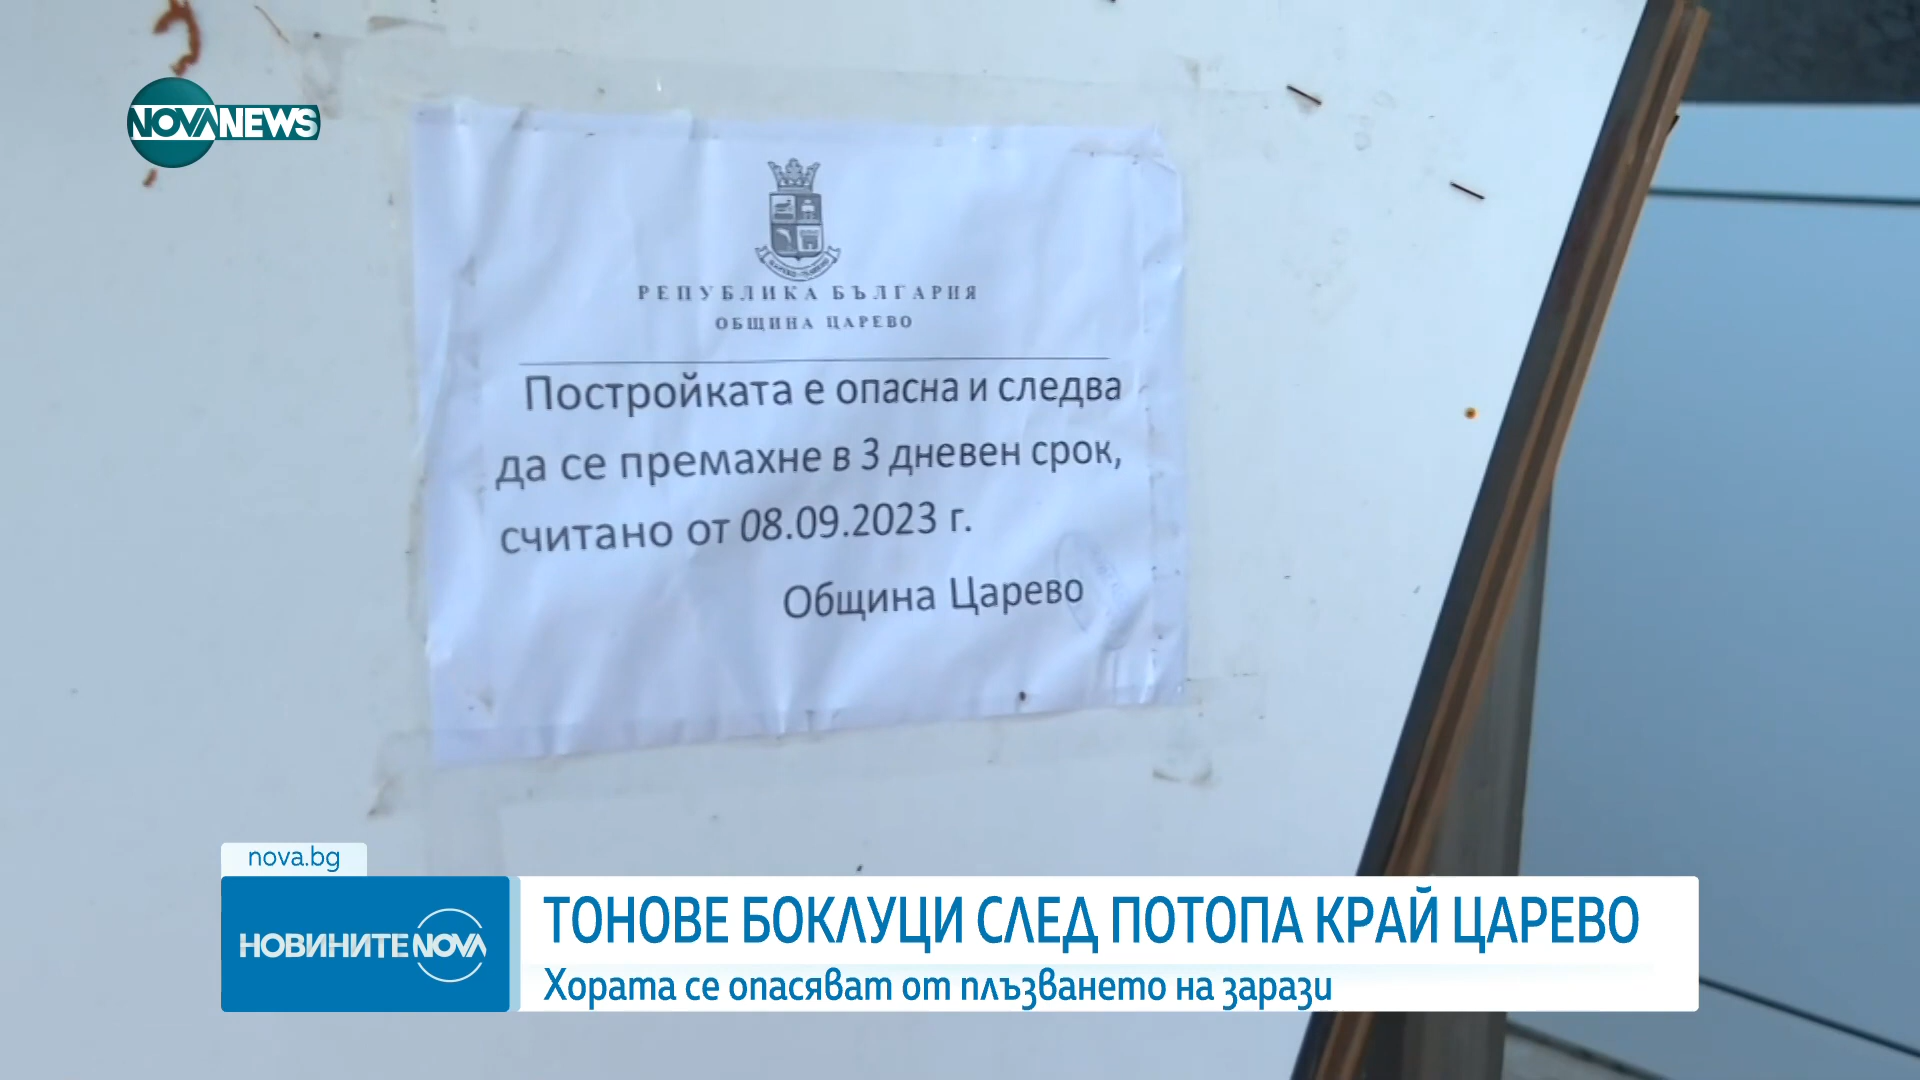 NOVANEWS
РЕПУБЛИКА БЪЛГАРИЯ
ОБЩИНА ЦАРЕВО
Постройката е опасна и следва
да се премахне в 3 дневен срок,
считано от 08.09.2023 г.
Община Царево
nova.bg
НОВИНИТЕ NOVA
ТОНОВЕ БОКЛУЦИ СЛЕД ПОТОПА КРАЙ ЦАРЕВО
Хората се опасяват от плъзването на зарази